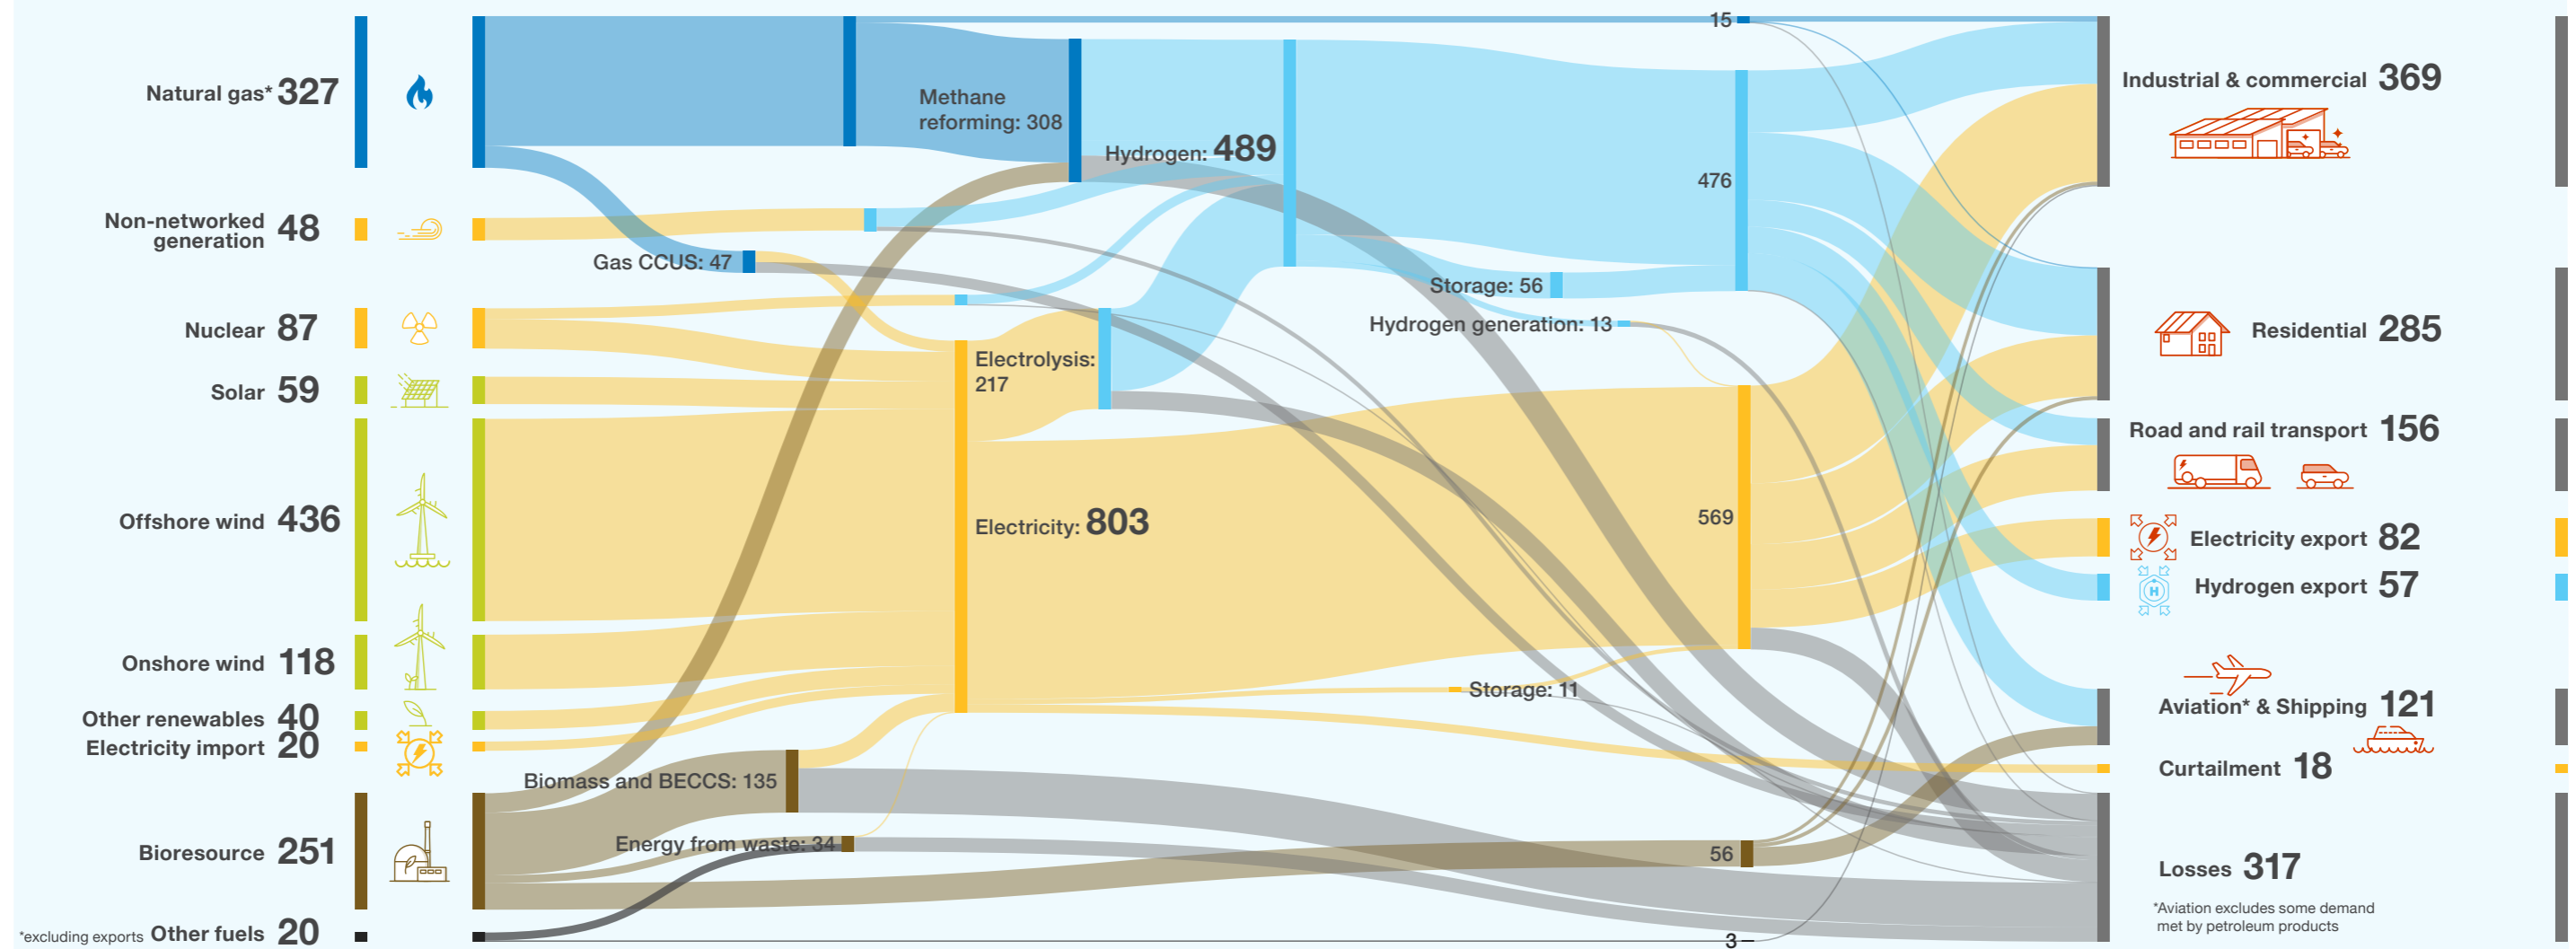 Natural gas* 327
Non-networked
generation 48
Nuclear 87
Solar 59
Offshore wind 436
Onshore wind 118
Other renewables 40
Electricity import 20
Bioresource 251
*excluding exports Other fuels 20
Methane
reforming: 308
Gas CCUS: 47
Hydrogen: 489
Electrolysis:
217
Electricity: 803
Biomass and BECCS: 135
Energy from waste: 34
Storage: 56
Hydrogen generation: 13
Storage: 11
15
476
569
56
3
Industrial & commercial 369
Residential 285
Road and rail transport 156
Electricity export 82
H
Hydrogen export 57
Aviation* & Shipping 121
Curtailment 18
Losses 317
*Aviation excludes some demand
met by petroleum products